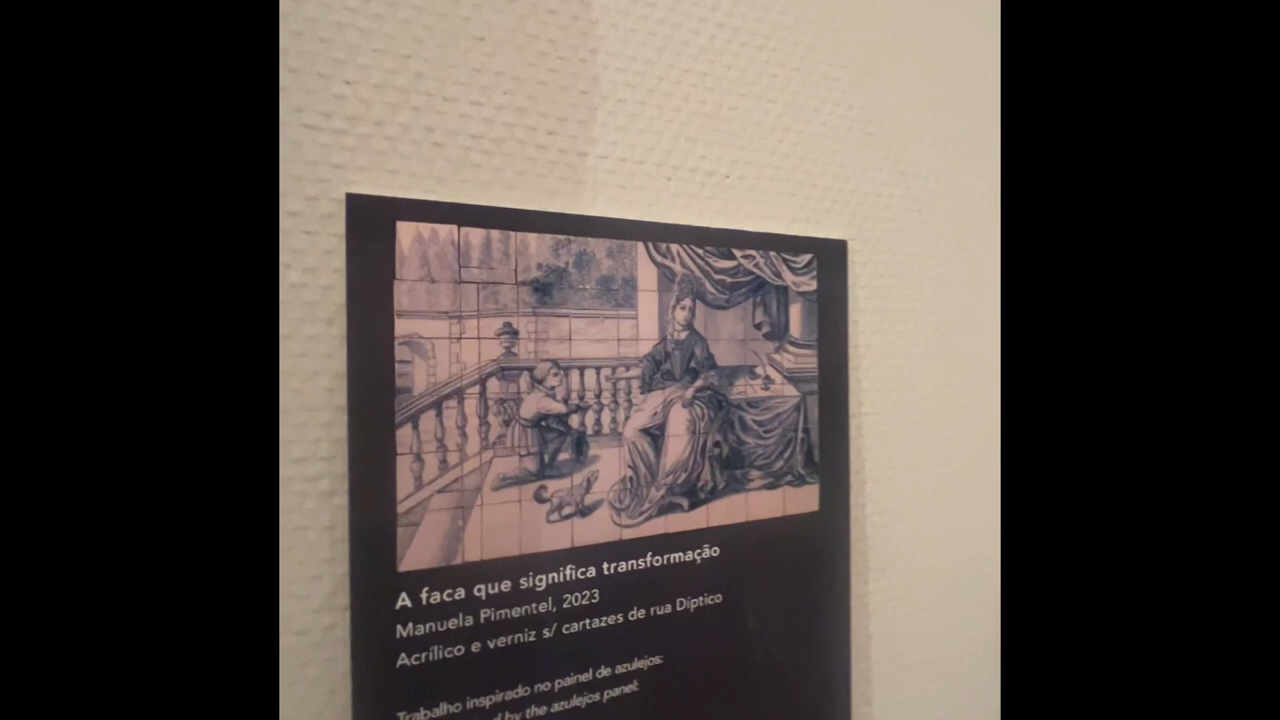 A faca que significa transformação
Manuela Pimentel, 2023
Acrílico e verniz s/ cartazes de rua Díptico
Trabalho inspirado no painel de azulejos:
by the azulejos panel: